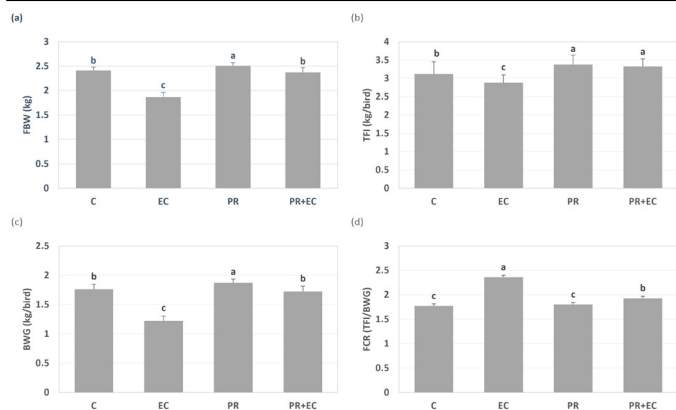 (a)
3
2.5
2
1.5
1
0.5
0
FBW (kg)
b
c
a
b
C EC PR PR+EC
(b)
4
3.5
3
2.5
2
1.5
1
0.5
0
TFI (kg/bird)
b
c
a
a
C EC PR PR+EC
(c)
2.5
2
1.5
1
0.5
0
BWG (kg/bird)
b
c
a
b
C EC PR PR+EC
(d)
3
2.5
2
1.5
1
0.5
0
FCR (TFI/BWG)
c
a
c
b
C EC PR PR+EC